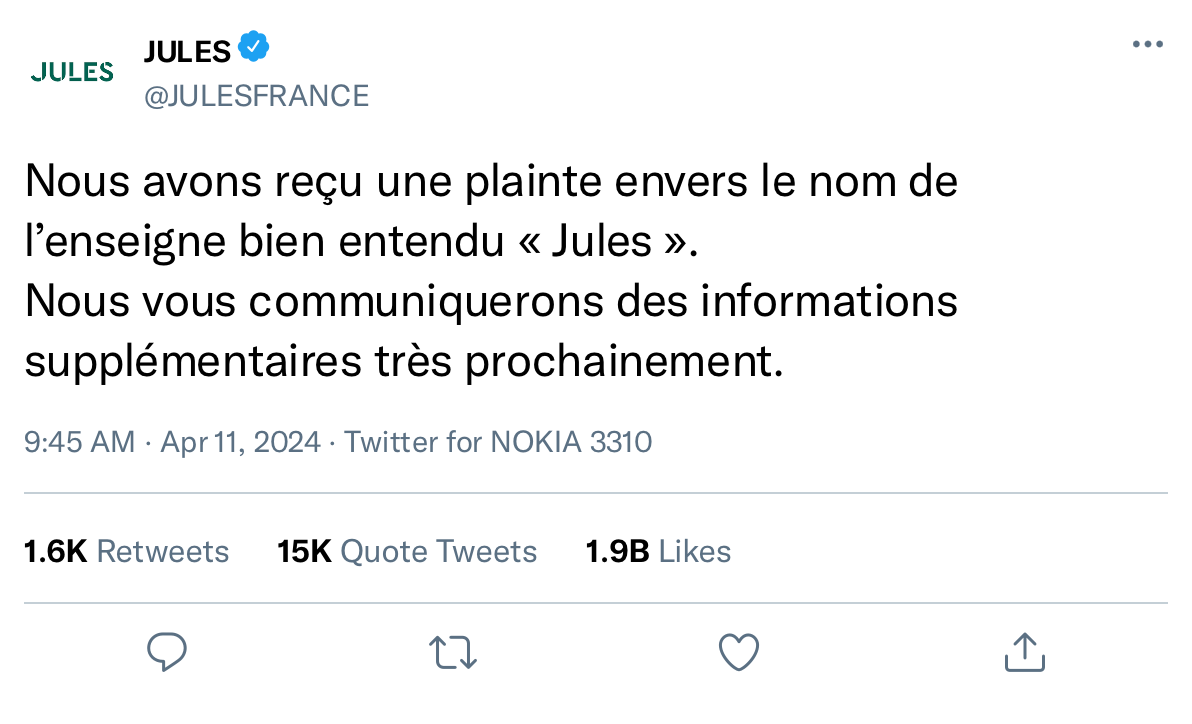 JULES
JULES
@JULESFRANCE
Nous avons reçu une plainte envers le nom de
l’enseigne bien entendu « Jules ».
Nous vous communiquerons des informations
supplémentaires très prochainement.
9:45 AM · Apr 11, 2024 · Twitter for NOKIA 3310
1.6K Retweets 15K Quote Tweets 1.9B Likes